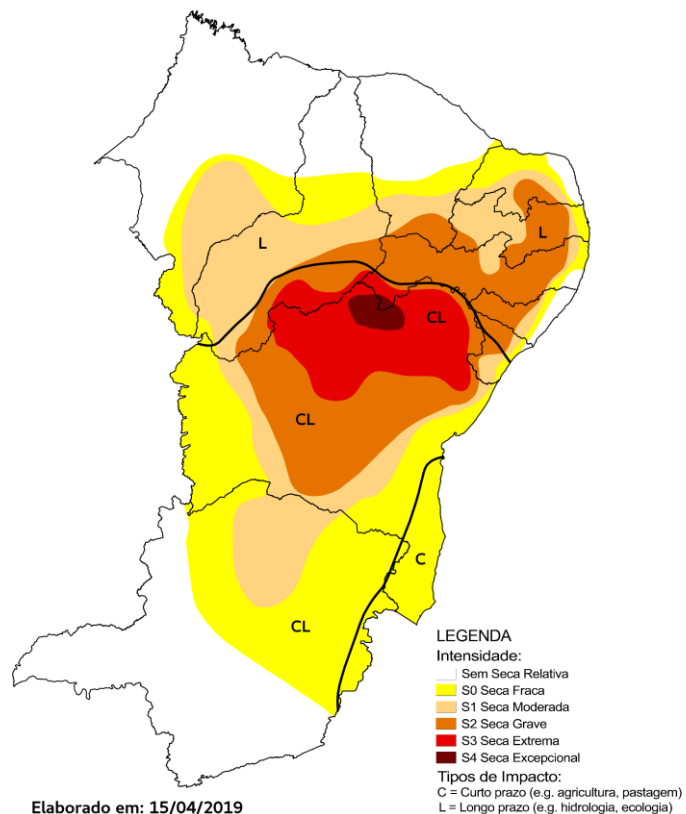 L
L
CL
CL
C
CL
LEGENDA
Intensidade:
Sem Seca Relativa
S0 Seca Fraca
S1 Seca Moderada
S2 Seca Grave
S3 Seca Extrema
S4 Seca Excepcional
Tipos de Impacto:
C = Curto prazo (e.g. agricultura, pastagem)
L = Longo prazo (e.g. hidrologia, ecologia)
Elaborado em: 15/04/2019